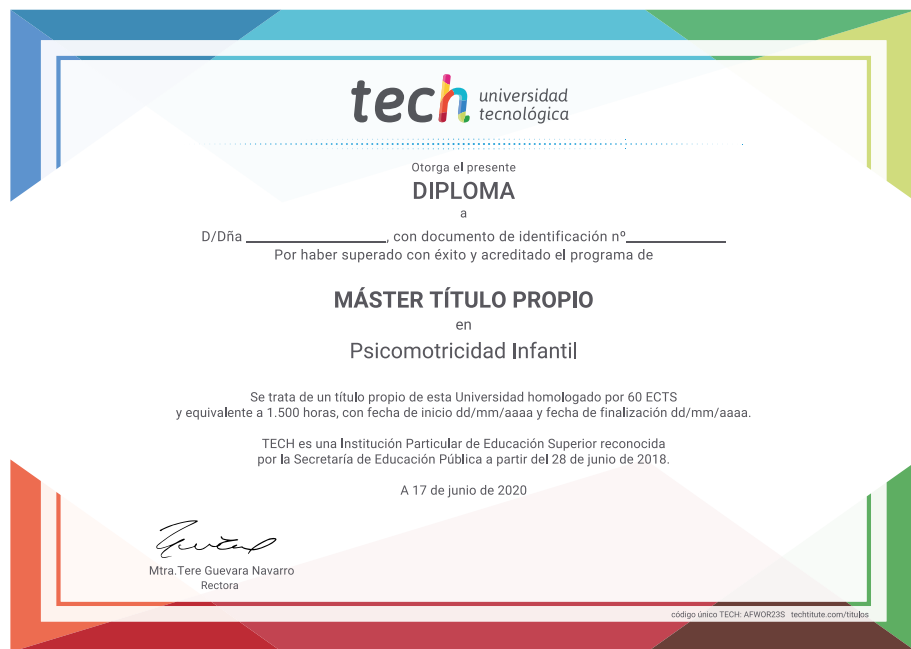 tech universidad
tecnológica
Otorga el presente
DIPLOMA
a
D/Dña ____________, con documento de identificación nº____________
Por haber superado con éxito y acreditado el programa de
MÁSTER TÍTULO PROPIO
en
Psicomotricidad Infantil
Se trata de un título propio de esta Universidad homologado por 60 ECTS
y equivalente a 1.500 horas, con fecha de inicio dd/mm/aaaa y fecha de finalización dd/mm/aaaa.
TECH es una Institución Particular de Educación Superior reconocida
por la Secretaría de Educación Pública a partir del 28 de junio de 2018.
A 17 de junio de 2020
Mtra.Tere Guevara Navarro
Rectora
código único TECH: AFWOR23S techtitute.com/titulos